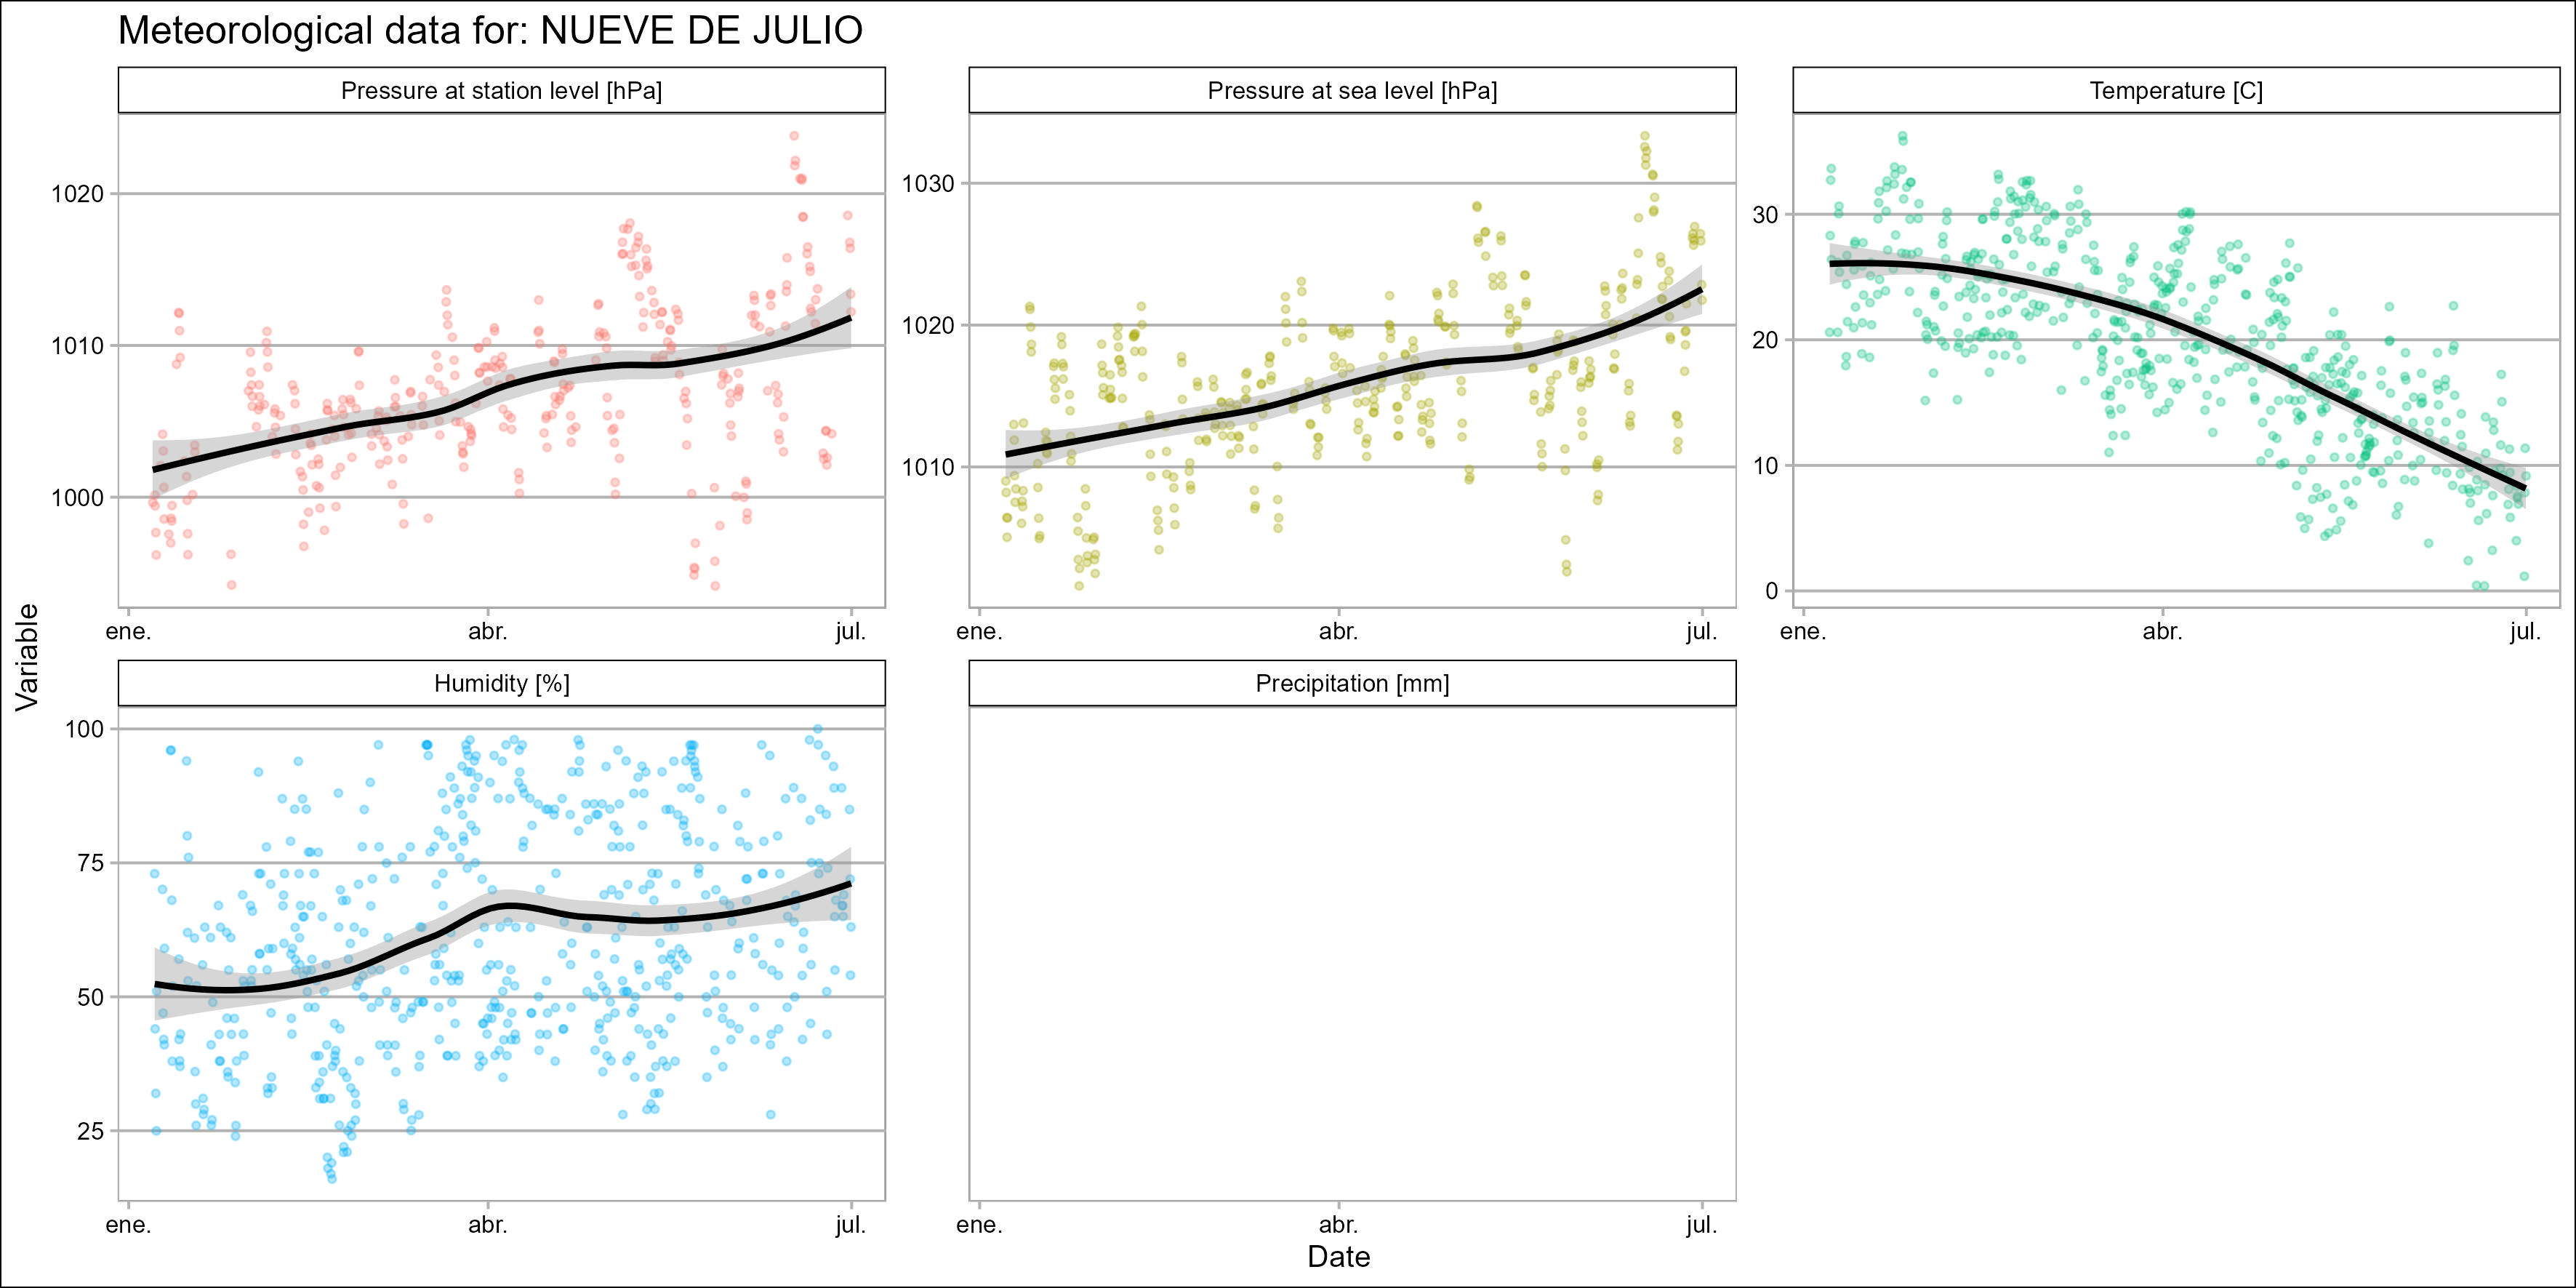 Meteorological data for: NUEVE DE JULIO
Pressure at station level [hPa]
Pressure at sea level [hPa]
Temperature [C]
1020
1010
1000
1030
1020
1010
30
20
10
0
ene.
abr.
jul.
ene.
abr.
jul.
ene.
abr.
jul.
Variable
Humidity [%]
Precipitation [mm]
100
75
50
25
ene.
abr.
jul.
ene.
abr.
jul.
Date